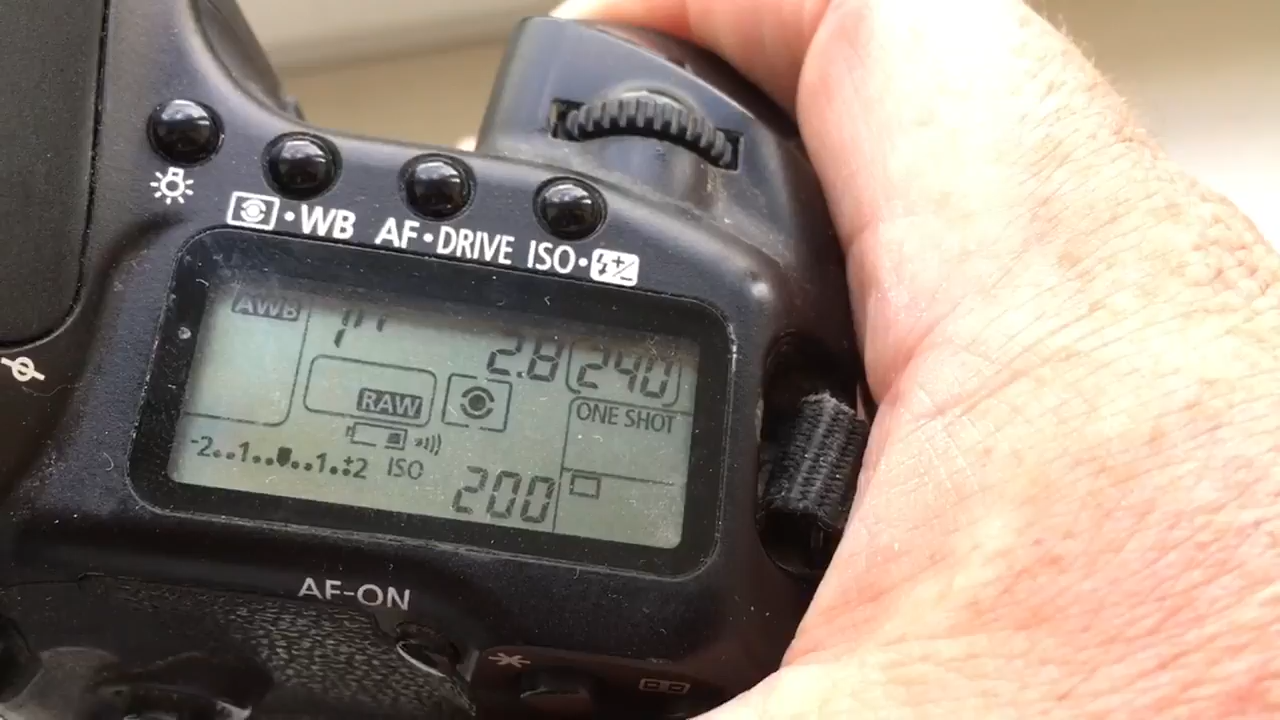 WB AF•DRIVE ISO•
AWB 1" 2.8 240
RAW
ONE SHOT
-2..1..▼..1.:+2 ISO 200
AF-ON
*